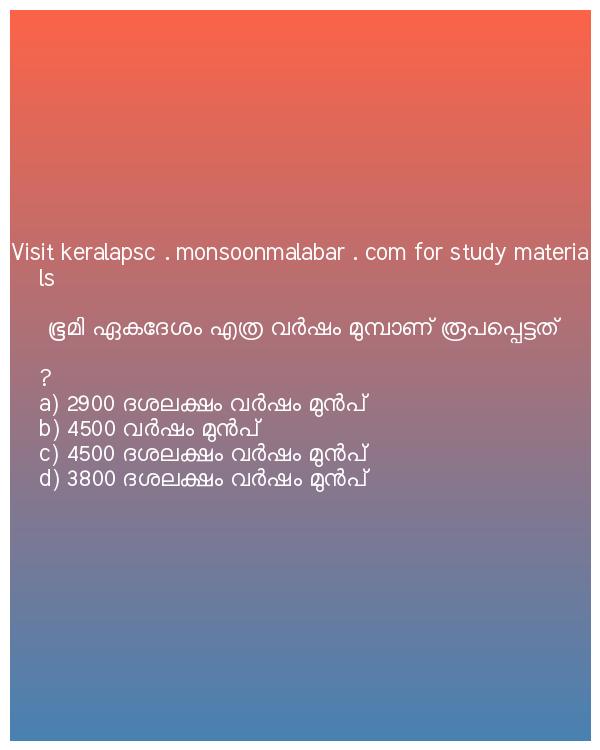 Visit keralapsc . monsoonmalabar . com for study materia
ls
ഭൂമി ഏകദേശം എത്ര വർഷം മുമ്പാണ് രൂപപ്പെട്ടത്
?
a) 2900 ദശലക്ഷം വർഷം മുൻപ്
b) 4500 വർഷം മുൻപ്
c) 4500 ദശലക്ഷം വർഷം മുൻപ്
d) 3800 ദശലക്ഷം വർഷം മുൻപ്